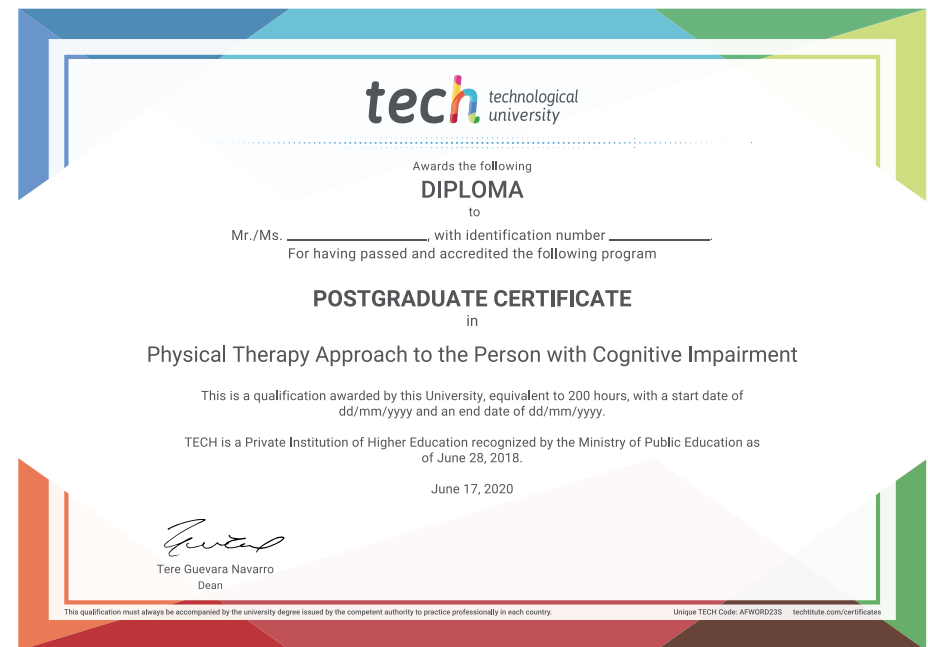 tech technological
university
Awards the following
DIPLOMA
to
Mr./Ms. ____________, with identification number ____________.
For having passed and accredited the following program
POSTGRADUATE CERTIFICATE
in
Physical Therapy Approach to the Person with Cognitive Impairment
This is a qualification awarded by this University, equivalent to 200 hours, with a start date of
dd/mm/yyyy and an end date of dd/mm/yyyy.
TECH is a Private Institution of Higher Education recognized by the Ministry of Public Education as
of June 28, 2018.
June 17, 2020
Tere Guevara Navarro
Dean
This qualification must always be accompanied by the university degree issued by the competent authority to practice professionally in each country.
Unique TECH Code: AFWORD23S techtitute.com/certificates